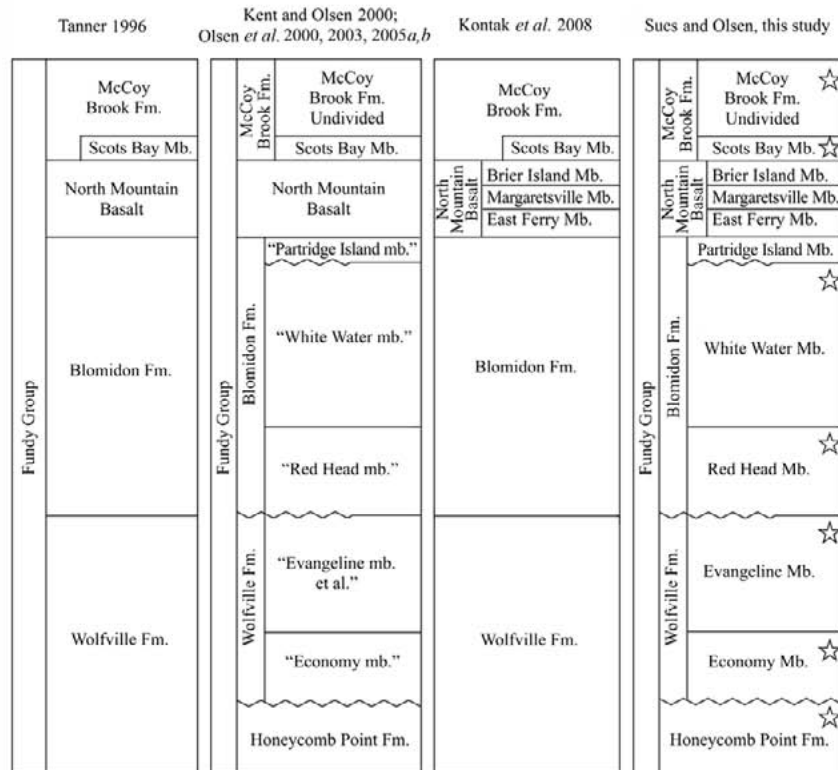 Tanner 1996
Kent and Olsen 2000;
Olsen et al. 2000, 2003, 2005a,b
Kontak et al. 2008
Sues and Olsen, this study
Fundy Group
McCoy
Brook Fm.
Scots Bay Mb.
North Mountain
Basalt
Blomidon Fm.
Wolfville Fm.
Fundy Group
McCoy
Brook Fm.
McCoy
Brook Fm.
Undivided
Scots Bay Mb.
North Mountain
Basalt
Blomidon Fm.
“Partridge Island mb.”
“White Water mb.”
“Red Head mb.”
Wolfville Fm.
“Evangeline mb.
et al.”
“Economy mb.”
Honeycomb Point Fm.
McCoy
Brook Fm.
Scots Bay Mb.
North
Mountain
Basalt
Brier Island Mb.
Margaretsville Mb.
East Ferry Mb.
Blomidon Fm.
Wolfville Fm.
Fundy Group
McCoy
Brook Fm.
McCoy
Brook Fm.
Undivided
Scots Bay Mb.
North
Mountain
Basalt
Brier Island Mb.
Margaretsville Mb.
East Ferry Mb.
Blomidon Fm.
Partridge Island Mb.
White Water Mb.
Red Head Mb.
Wolfville Fm.
Evangeline Mb.
Economy Mb.
Honeycomb Point Fm.